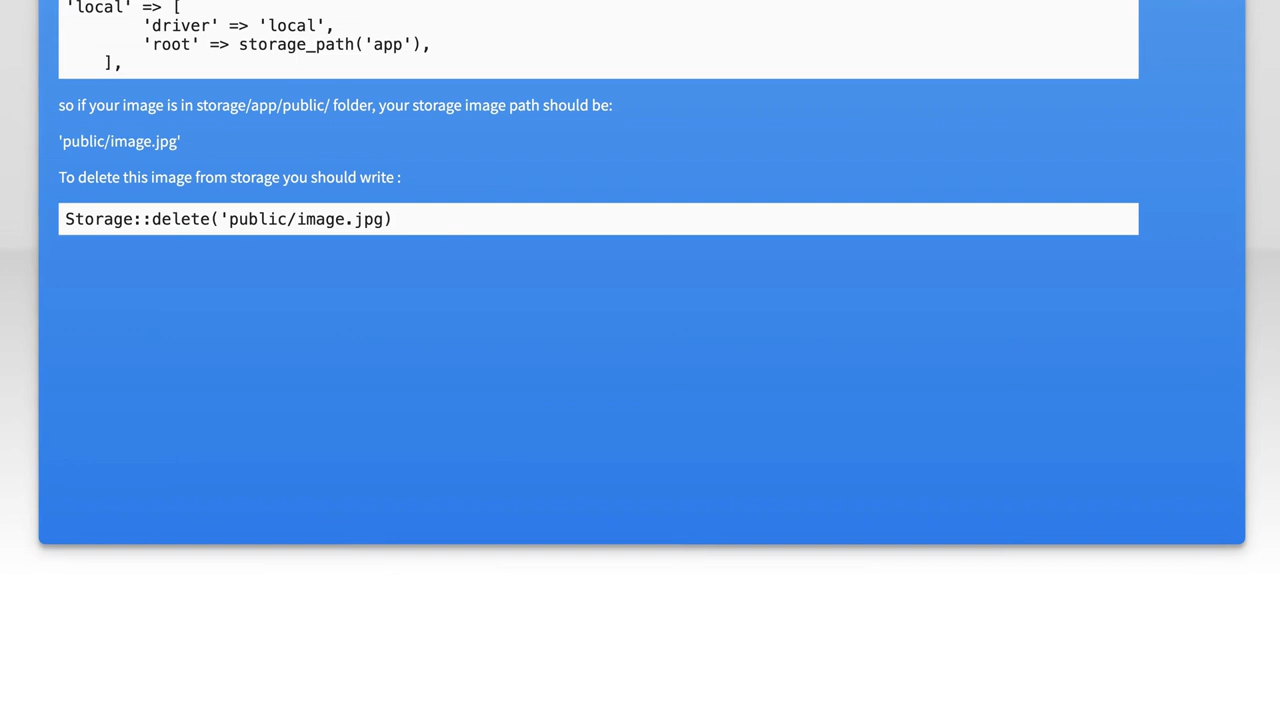 'local' => [
'driver' => 'local',
'root' => storage_path('app'),
],
so if your image is in storage/app/public/ folder, your storage image path should be:
'public/image.jpg'
To delete this image from storage you should write :
Storage::delete('public/image.jpg)